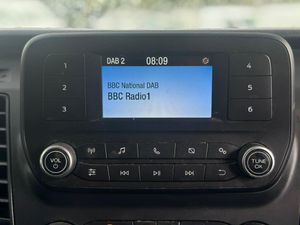 DAB 2 08:09
1
2
3
BBC National DAB
BBC Radio1
4
5
6
VOL
TUNE
OK